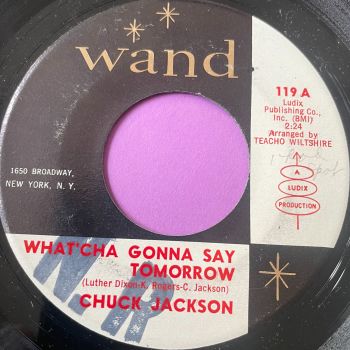 wand
119 A
Ludix
Publishing Co.,
Inc. (BMI)
2:24
Arranged by
TEACHO WILTSHIRE
1650 BROADWAY,
NEW YORK, N. Y.
A
LUDIX
PRODUCTION
WHAT'CHA GONNA SAY
TOMORROW
(Luther Dixon-K. Rogers-C. Jackson)
CHUCK JACKSON